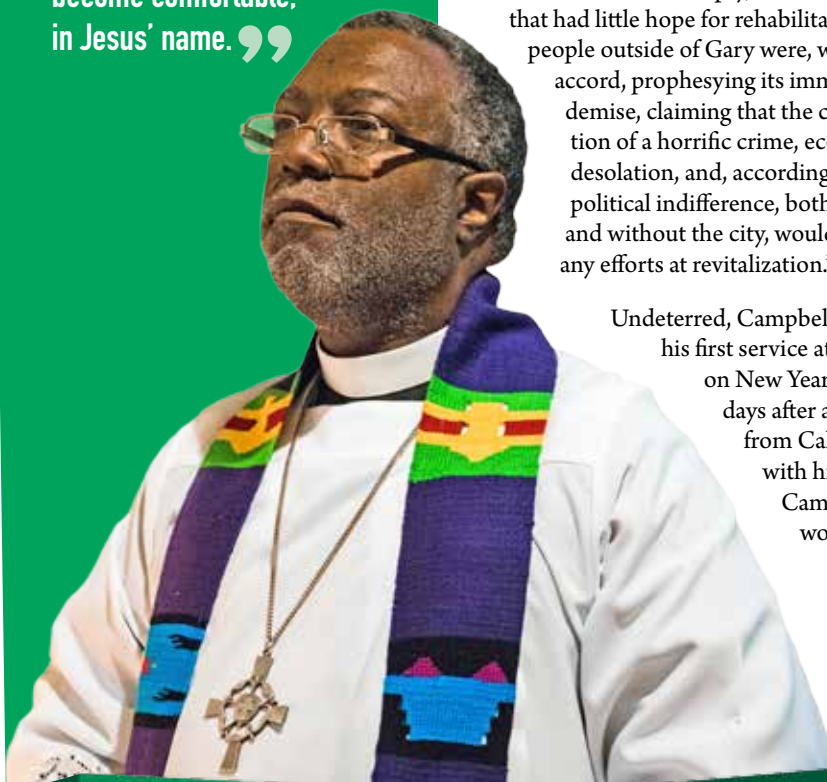 become comfortable,
in Jesus’ name.”
that had little hope for rehabilita
people outside of Gary were, w
accord, prophesying its imm
demise, claiming that the c
tion of a horrific crime, eco
desolation, and, according
political indifference, both
and without the city, would
any efforts at revitalization.
Undeterred, Campbel
his first service at
on New Year
days after a
from Cal
with hi
Cam
wo